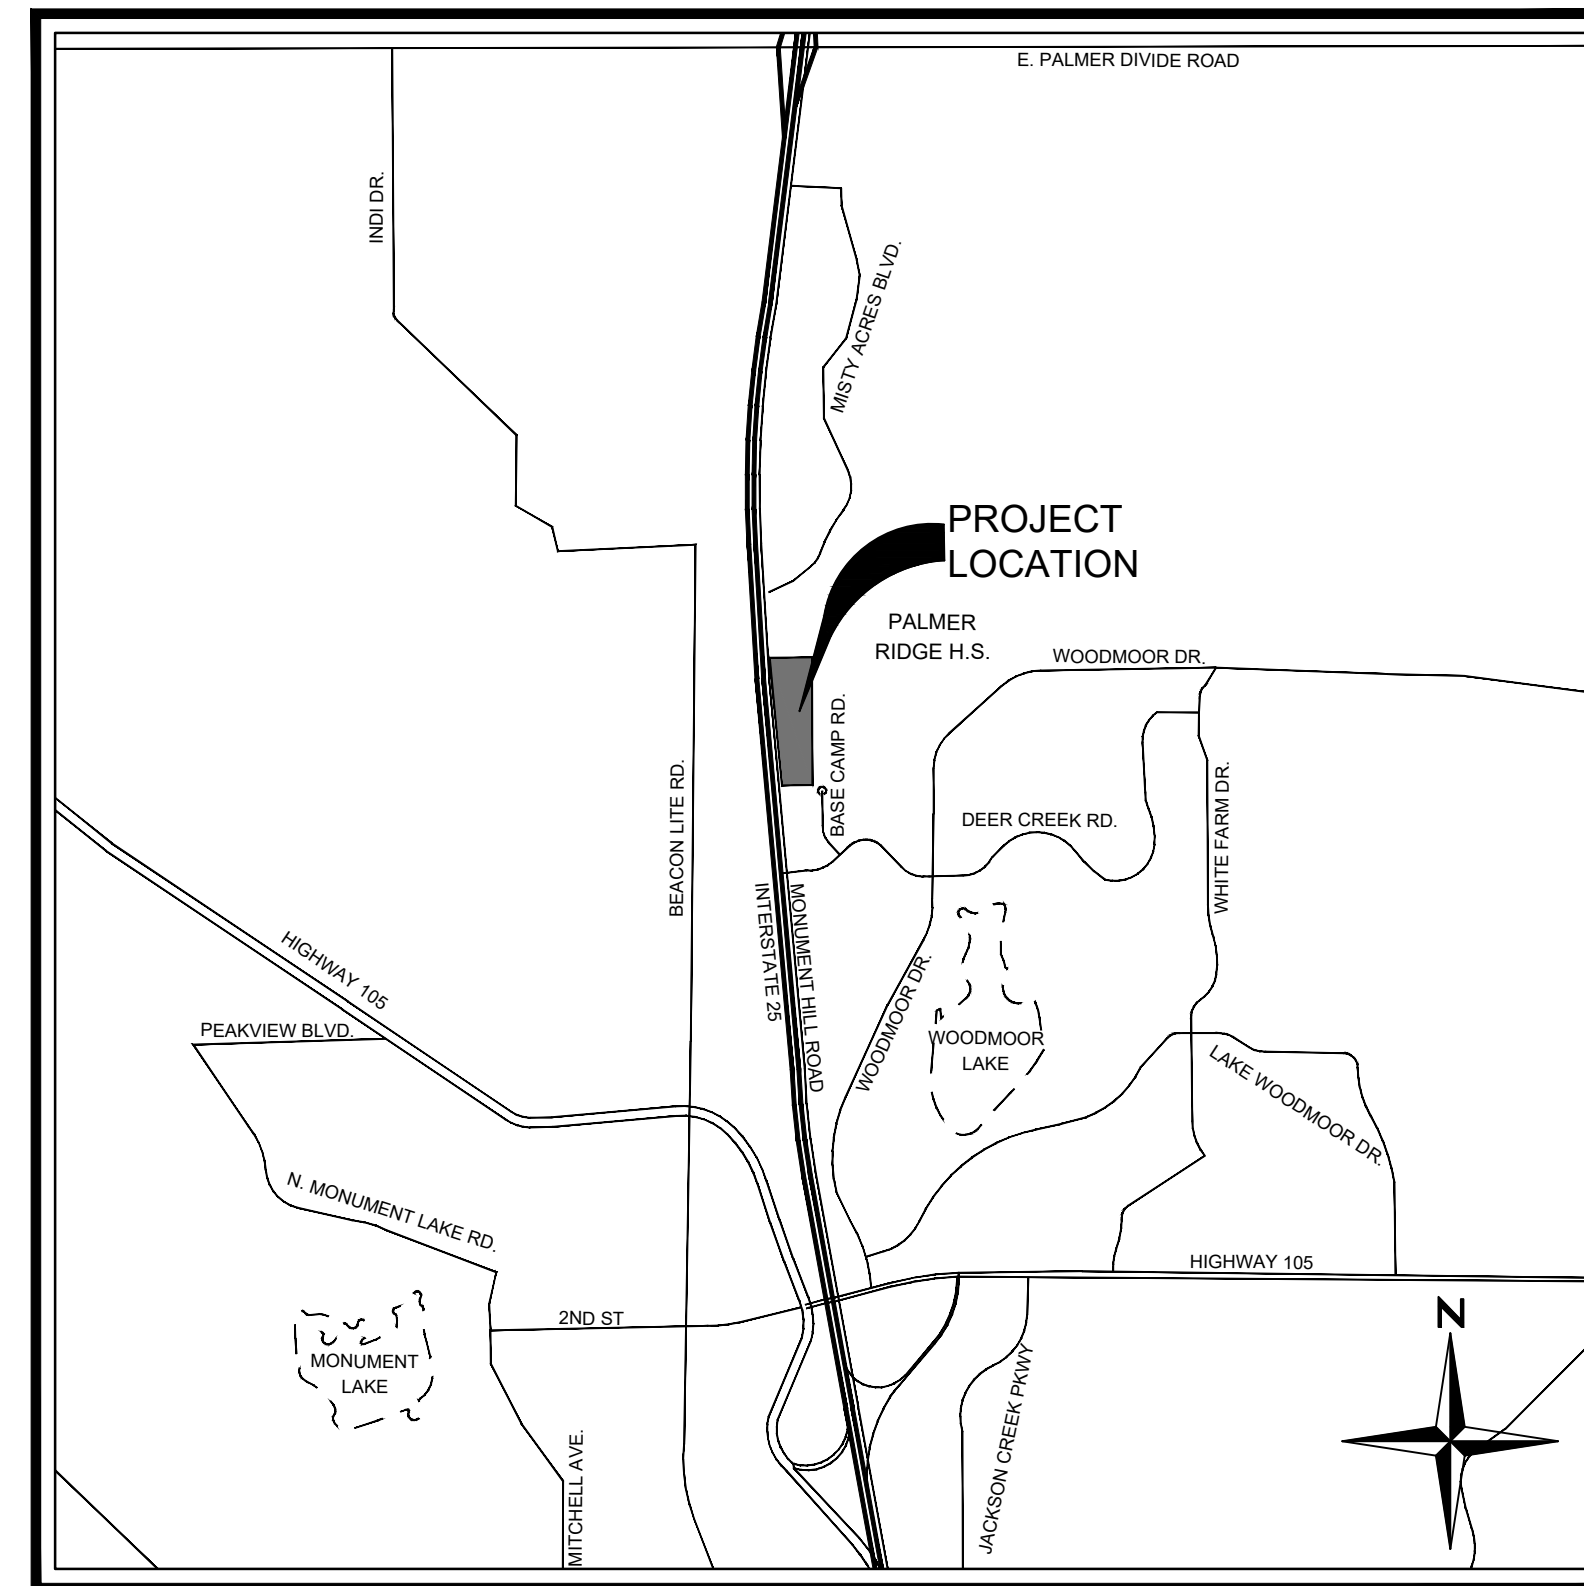 E. PALMER DIVIDE ROAD
INDI DR.
MISTY ACRES BLVD.
PROJECT
LOCATION
PALMER
RIDGE H.S.
WOODMOOR DR.
BASE CAMP RD.
BEACON LITE RD.
DEER CREEK RD.
WHITE FARM DR.
INTERSTATE 25
MONUMENT HILL ROAD
WOODMOOR DR.
HIGHWAY 105
PEAKVIEW BLVD.
WOODMOOR
LAKE
LAKE WOODMOOR DR.
N. MONUMENT LAKE RD.
HIGHWAY 105
2ND ST
N
MONUMENT
LAKE
JACKSON CREEK PKWY
MITCHELL AVE.